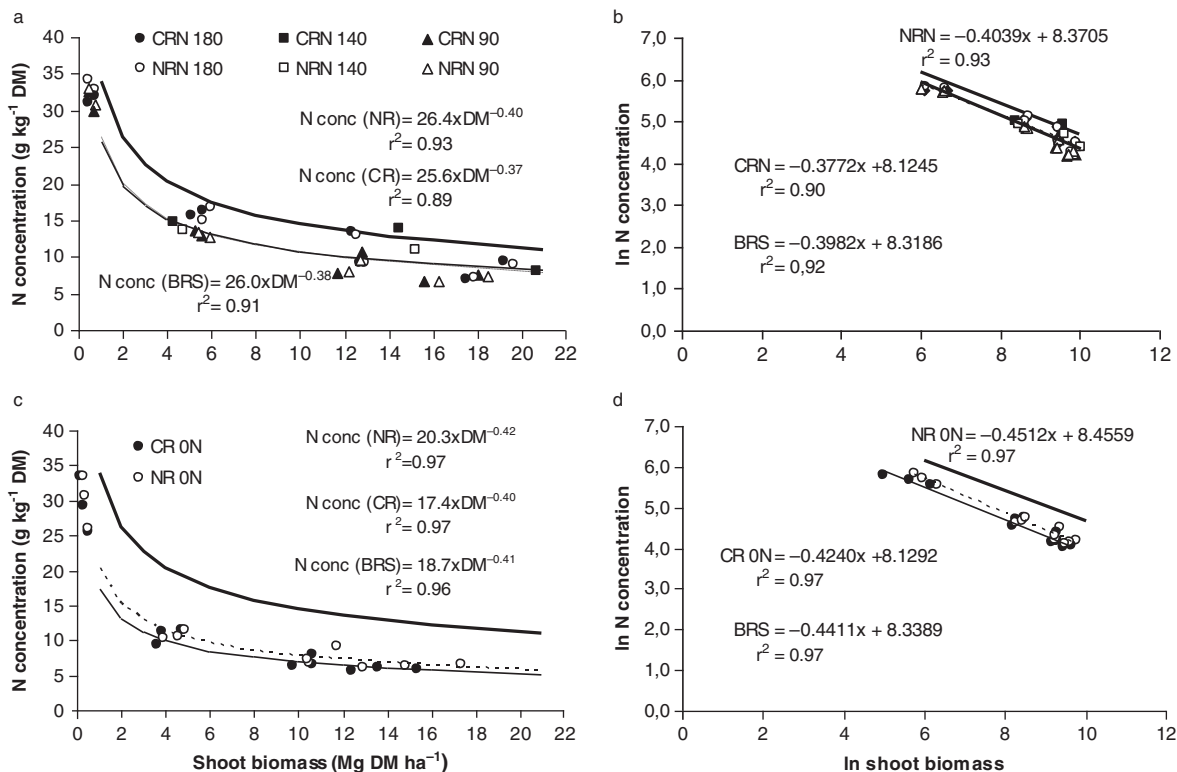 a
N concentration (g kg⁻¹ DM)
40
35
30
25
20
15
10
5
0
CRN 180
CRN 140
CRN 90
NRN 180
NRN 140
NRN 90
N conc (NR)= 26.4xDM⁻⁰·⁴⁰
r²= 0.93
N conc (CR)= 25.6xDM⁻⁰·³⁷
r²= 0.89
N conc (BRS)= 26.0xDM⁻⁰·³⁸
r²= 0.91
0 2 4 6 8 10 12 14 16 18 20 22
b
ln N concentration
7,0
6,0
5,0
4,0
3,0
2,0
1,0
0,0
NRN = −0.4039x + 8.3705
r² = 0.93
CRN = −0.3772x + 8.1245
r² = 0.90
BRS = −0.3982x + 8.3186
r² = 0,92
0 2 4 6 8 10 12
c
N concentration (g kg⁻¹ DM)
40
35
30
25
20
15
10
5
0
CR 0N
NR 0N
N conc (NR)= 20.3xDM⁻⁰·⁴²
r²=0.97
N conc (CR)= 17.4xDM⁻⁰·⁴⁰
r²= 0.97
N conc (BRS)= 18.7xDM⁻⁰·⁴¹
r²= 0.96
0 2 4 6 8 10 12 14 16 18 20 22
Shoot biomass (Mg DM ha⁻¹)
d
ln N concentration
7,0
6,0
5,0
4,0
3,0
2,0
1,0
0,0
NR 0N= −0.4512x + 8.4559
r² = 0.97
CR 0N= −0.4240x + 8.1292
r² = 0.97
BRS = −0.4411x + 8.3389
r² = 0.97
0 2 4 6 8 10 12
ln shoot biomass